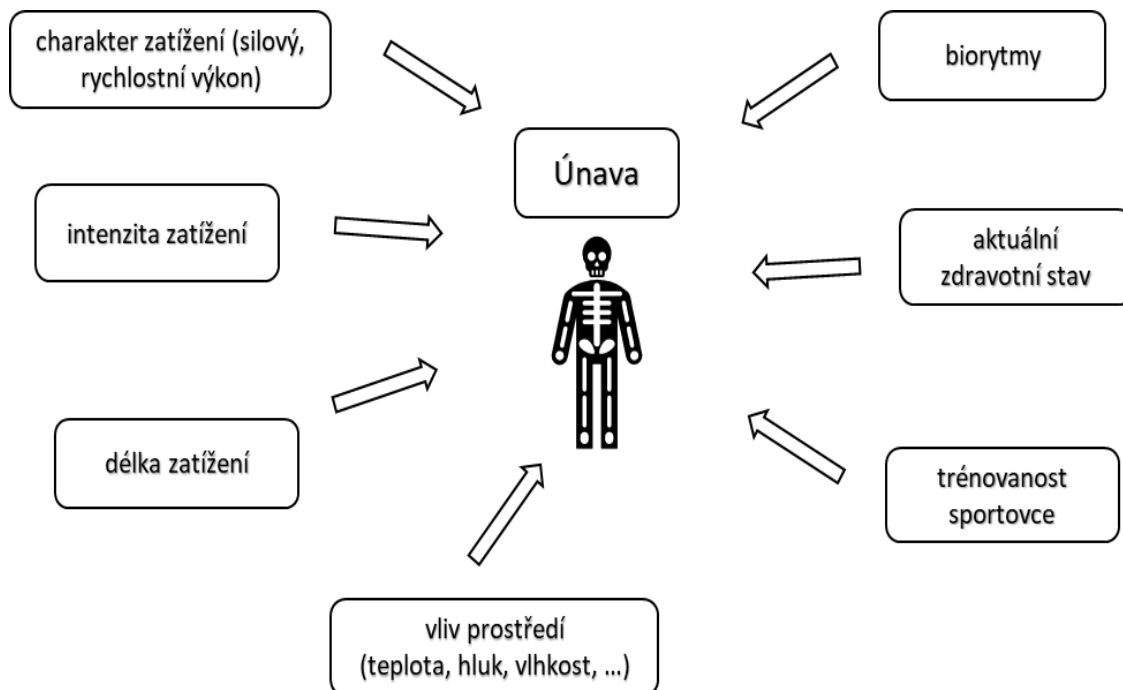 charakter zatížení (silový,
rychlostní výkon)
biorytmy
Únava
intenzita zatížení
aktuální
zdravotní stav
délka zatížení
trénovanost
sportovce
vliv prostředí
(teplota, hluk, vlhkost, ...)